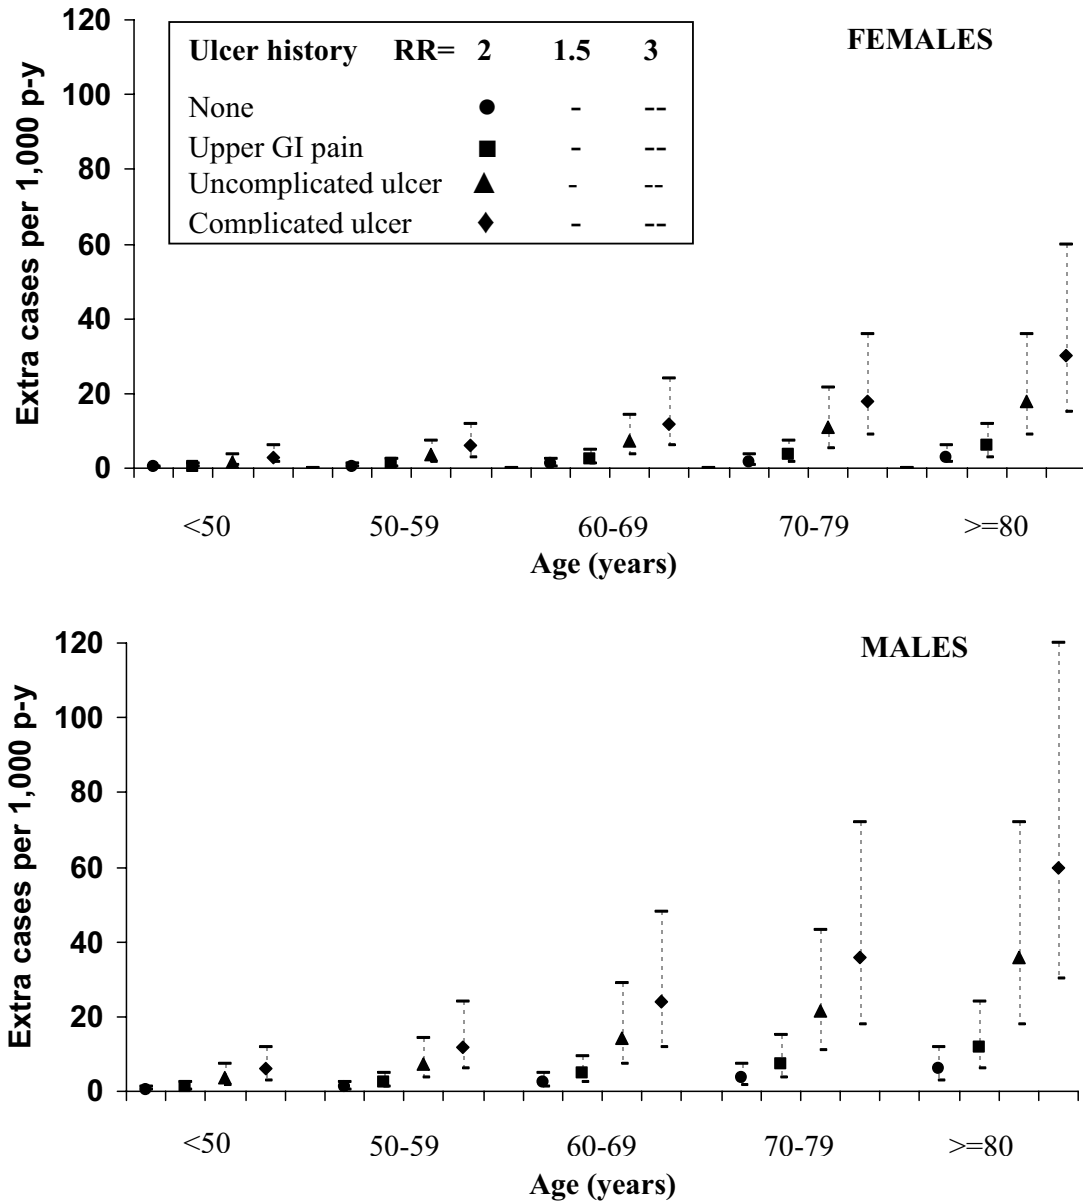 120
100
80
60
40
20
0
Extra cases per 1,000 p-y
FEMALES
Ulcer history RR= 2 1.5 3
None - --
Upper GI pain - --
Uncomplicated ulcer - --
Complicated ulcer - --
<50 50-59 60-69 70-79 >=80
Age (years)
120
100
80
60
40
20
0
Extra cases per 1,000 p-y
MALES
<50 50-59 60-69 70-79 >=80
Age (years)